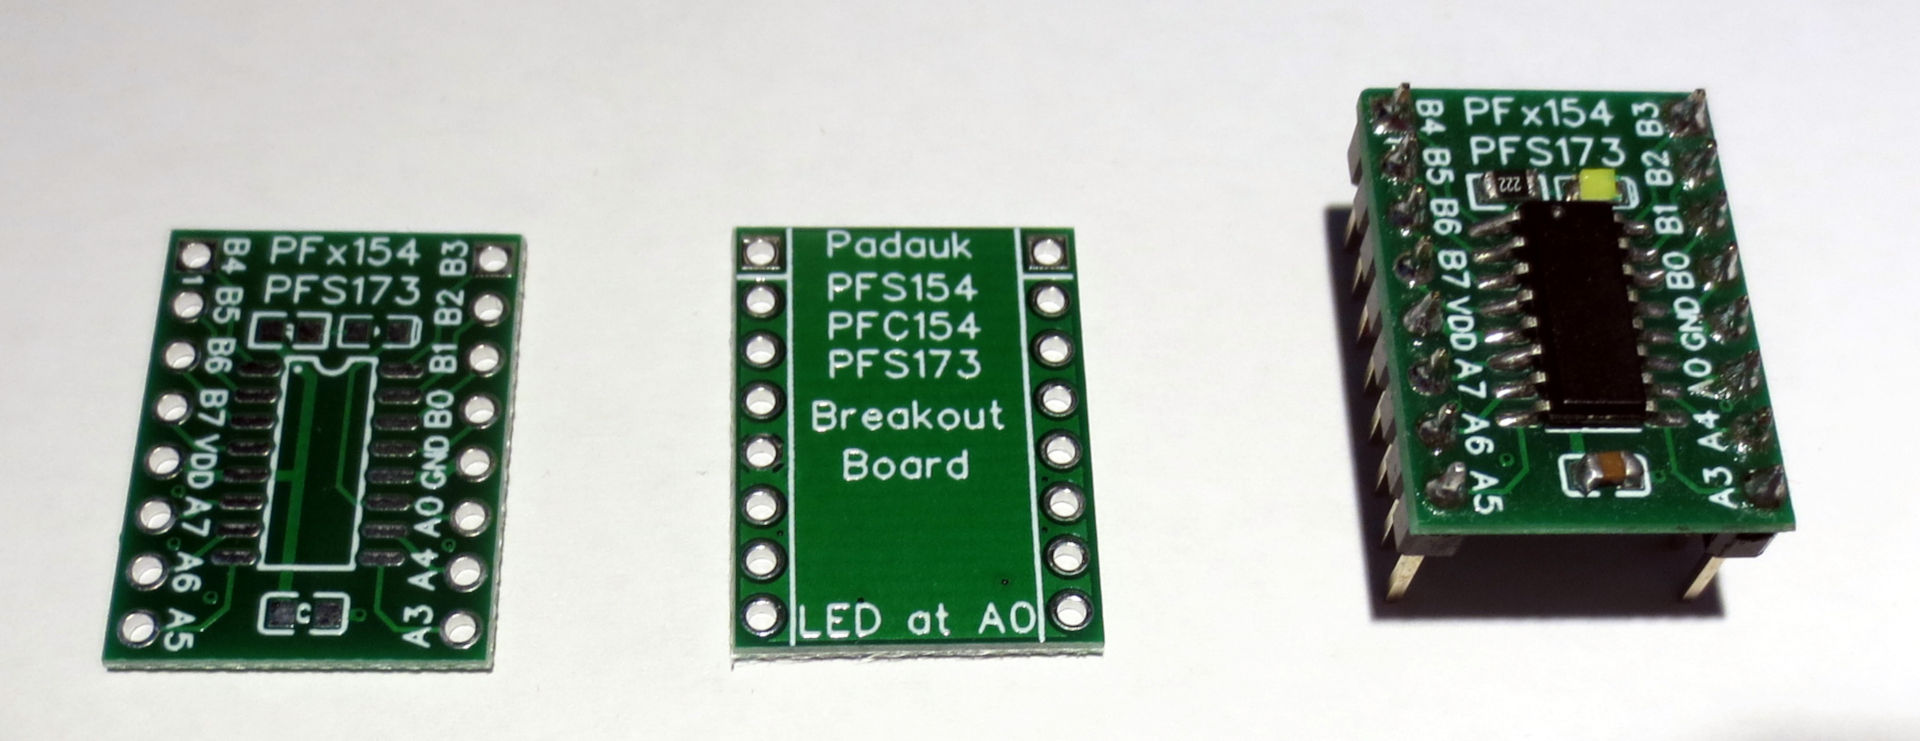 PFx154
PFS173
B4
B5
B6
B7
VDD
A7
A6
A5
B3
B2
B1
B0
GND
A0
A4
A3
1
C
Padauk
PFS154
PFC154
PFS173
Breakout
Board
LED at A0
PFx154
PFS173
222
B4
B5
B6
B7
VDD
A7
A6
A5
B3
B2
B1
B0
GND
A0
A4
A3